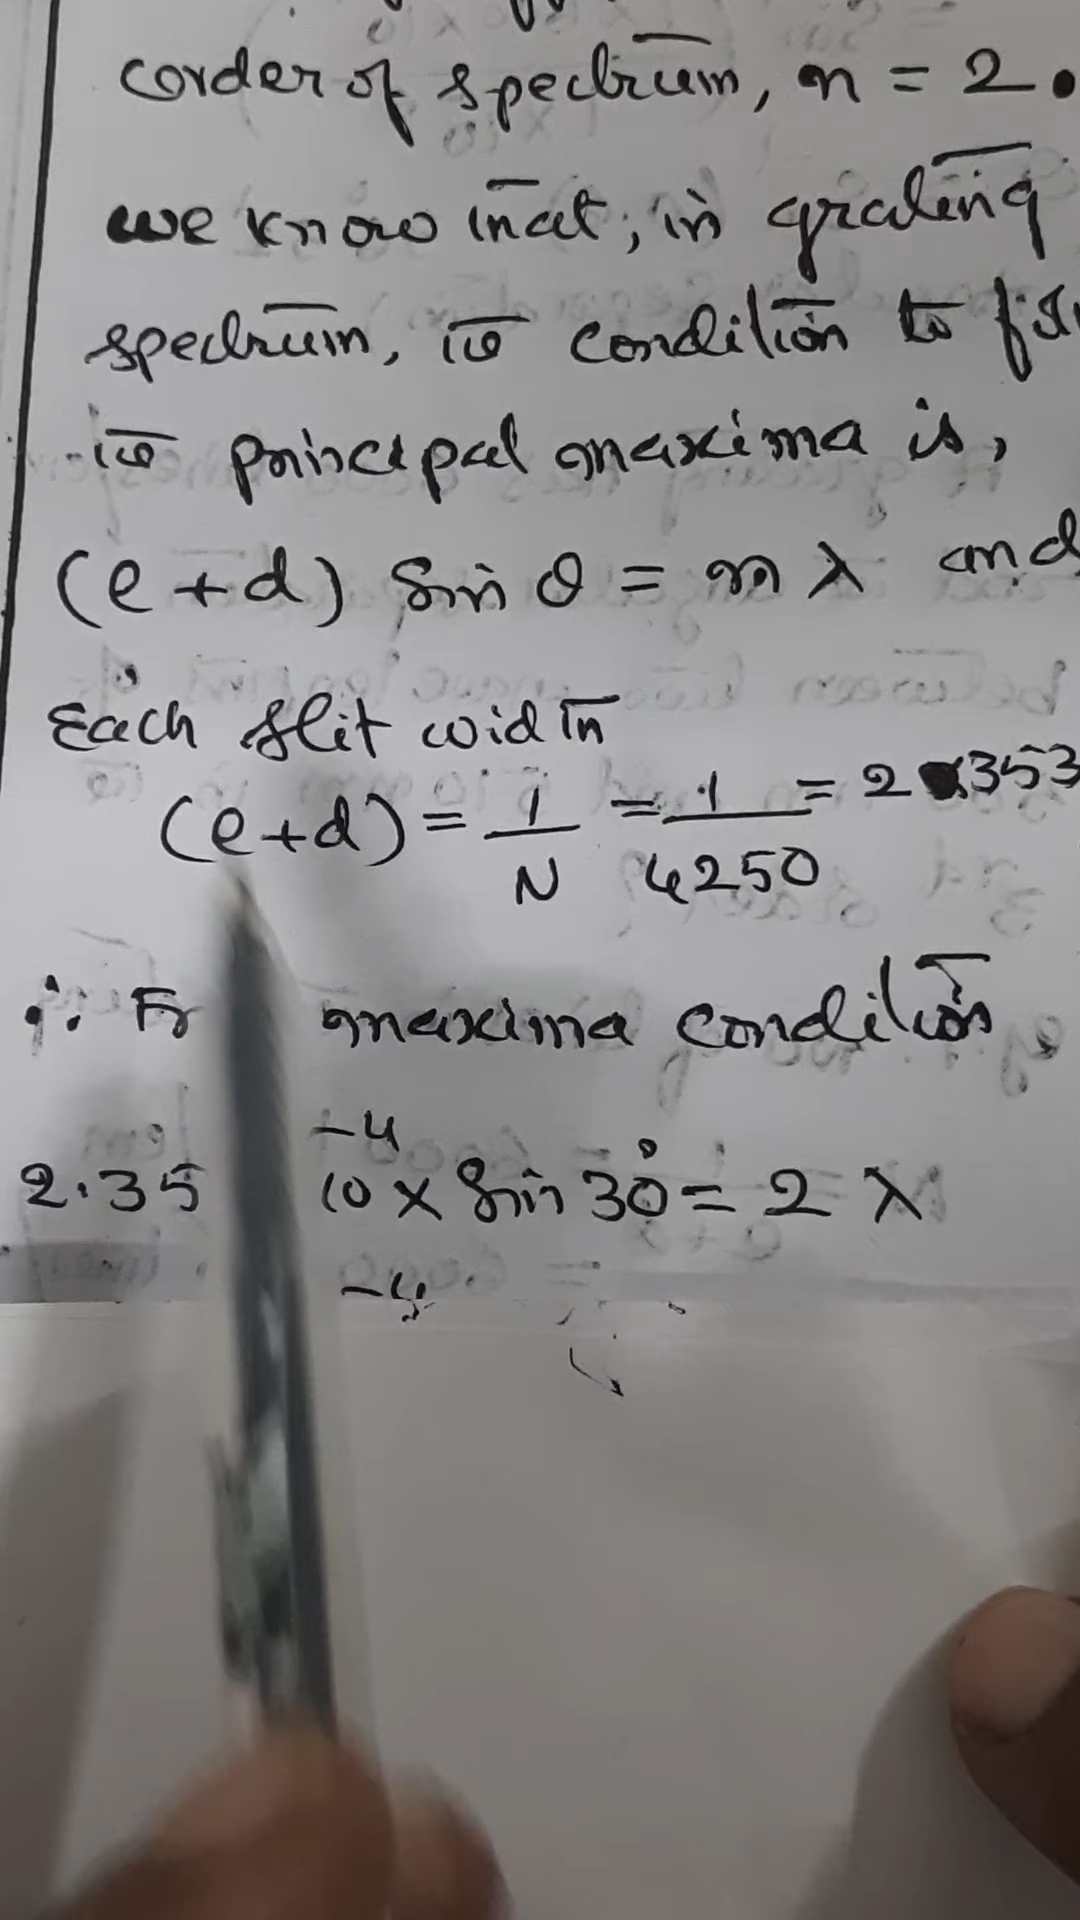 order of spectrum, n = 2.
we know that, in grating
spectrum, the condition to
the principal maxima is,
(e+d) sin θ = n λ and
Each slit width
(e+d) = 1/N = 1/4250 = 2.353
∴ maxima condition,
2.35 10⁻⁴ × sin 30° = 2 λ
-4